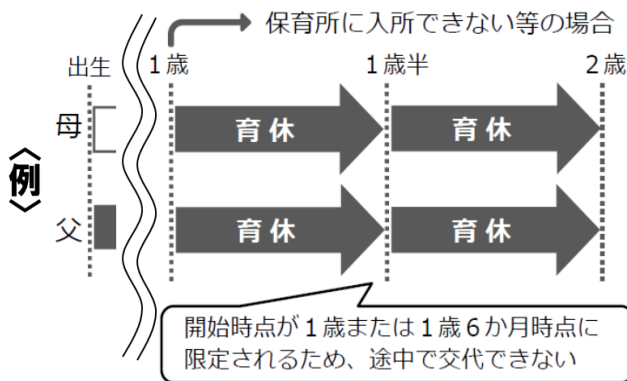 保育所に入所できない等の場合
出生
1歳
1歳半
2歳
〈例〉
母
育休
育休
父
育休
育休
開始時点が1歳または1歳6か月時点に
限定されるため、途中で交代できない